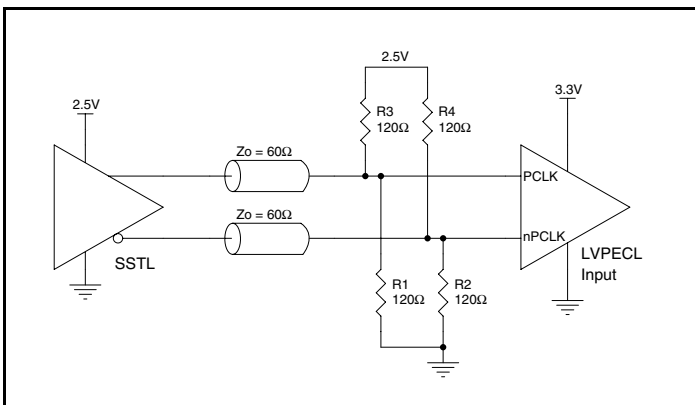 2.5V
2.5V
3.3V
R3
120Ω
R4
120Ω
Zo = 60Ω
PCLK
Zo = 60Ω
nPCLK
SSTL
LVPECL
Input
R1
120Ω
R2
120Ω